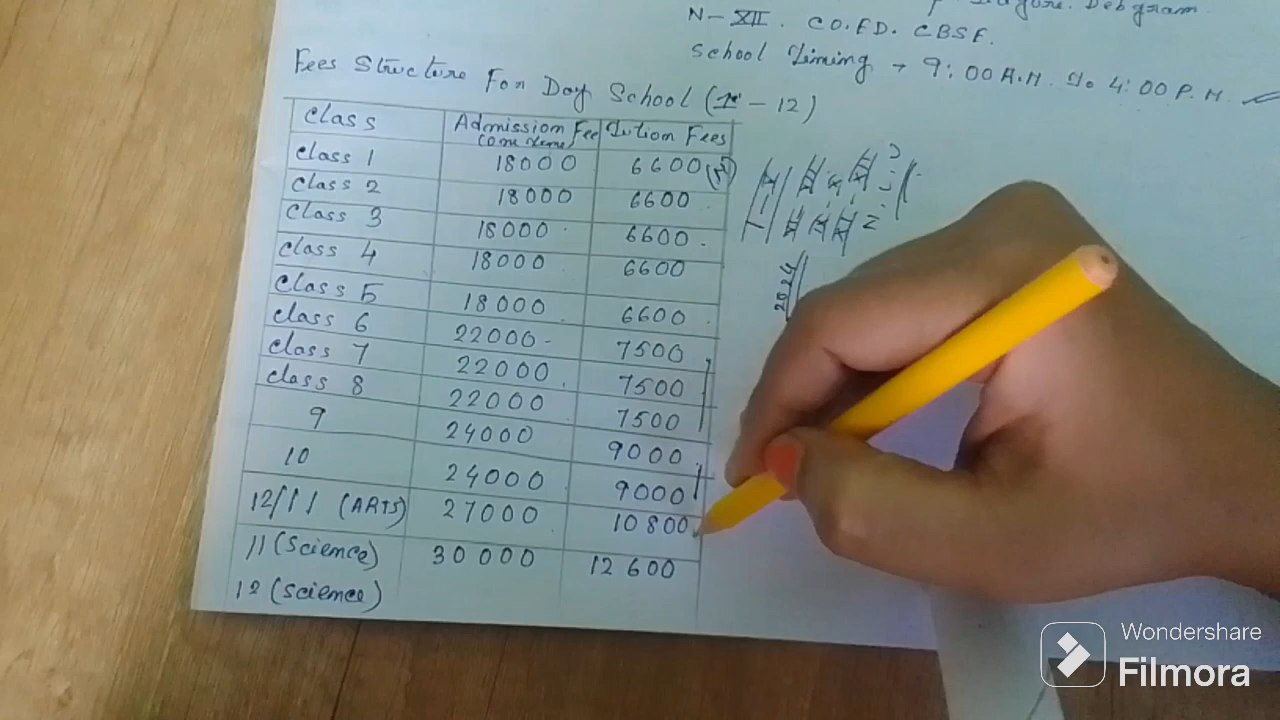 Debgram
N-XII. CO.ED. CBSE.
School Timing → 9:00 A.M. To 4:00 P.M.
Fees Structure For Day School (1 - 12)
Class Admission Fee Tution Fees
Class 1 18000 6600
Class 2 18000 6600
Class 3 18000 6600
Class 4 18000 6600
Class 5 18000 6600
Class 6 22000 7500
Class 7 22000 7500
Class 8 22000 7500
9 24000 9000
10 24000 9000
12/11 (ARTS) 27000 10800
11 (Science) 30000 12600
12 (Science)
2024
Wondershare
Filmora